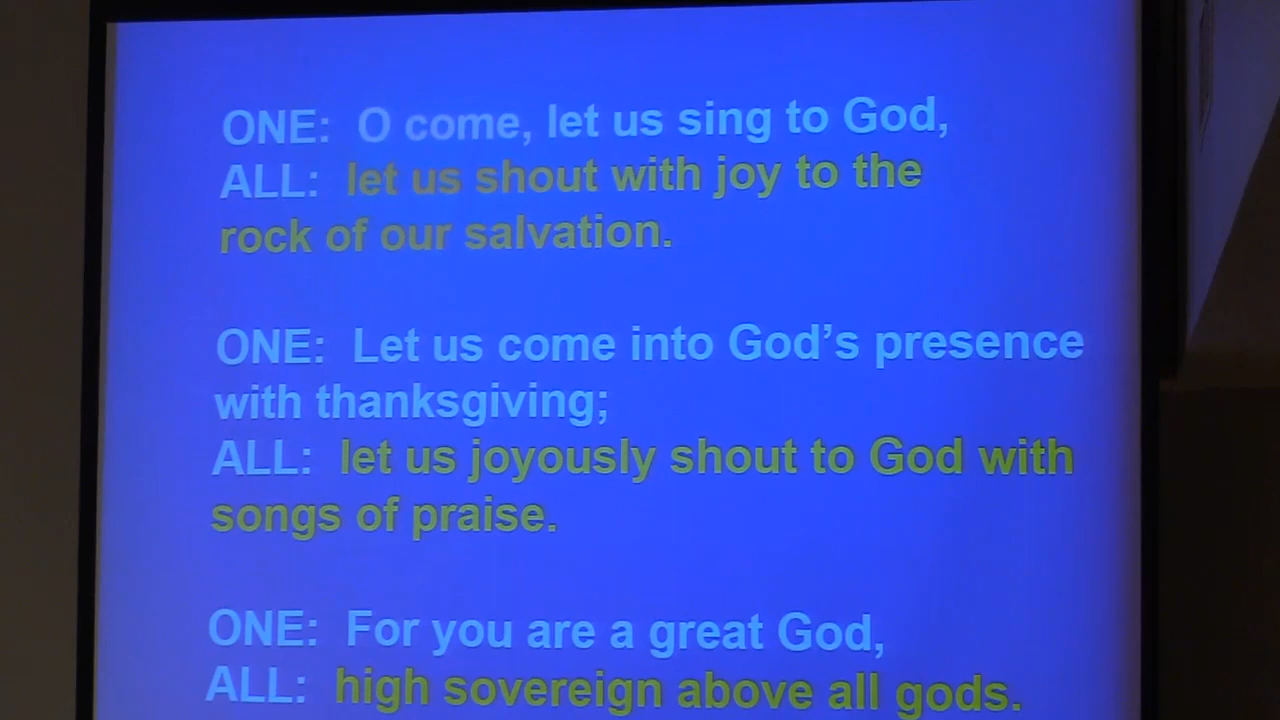 ONE: O come, let us sing to God,
ALL: let us shout with joy to the
rock of our salvation.
ONE: Let us come into God’s presence
with thanksgiving;
ALL: let us joyously shout to God with
songs of praise.
ONE: For you are a great God,
ALL: high sovereign above all gods.